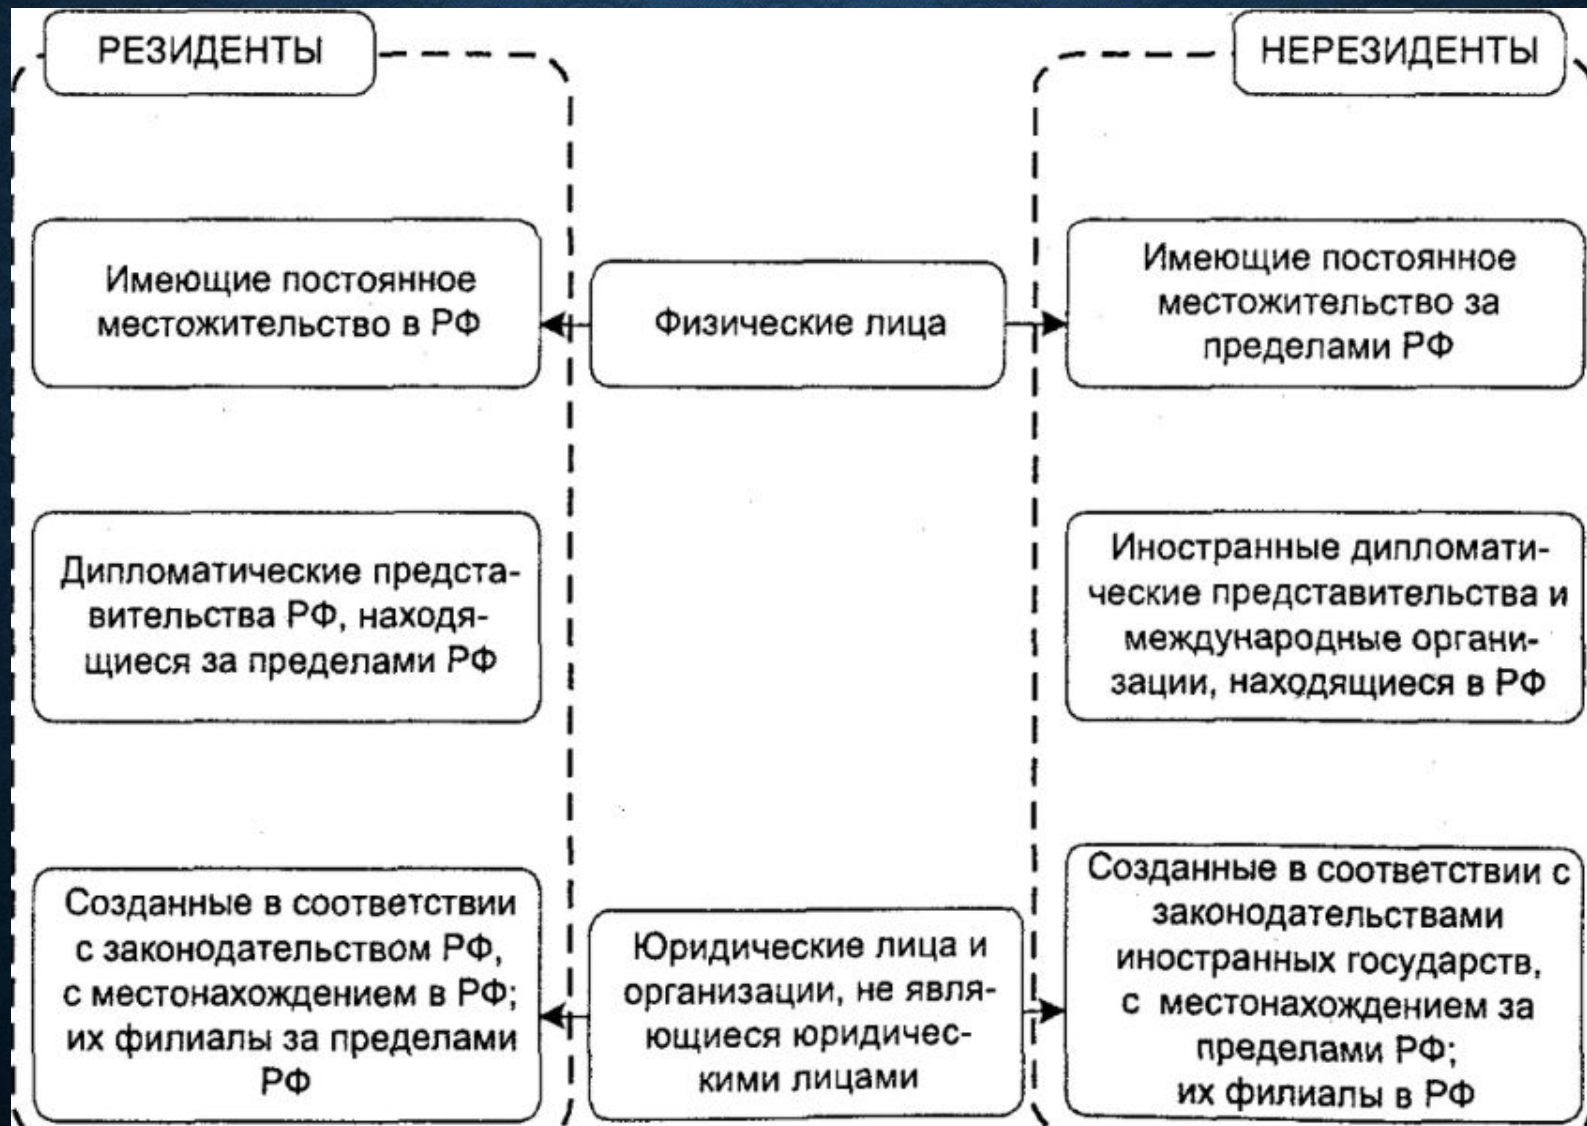 РЕЗИДЕНТЫ
НЕРЕЗИДЕНТЫ
Имеющие постоянное
местожительство в РФ
Физические лица
Имеющие постоянное
местожительство за
пределами РФ
Дипломатические предста-
вительства РФ, находя-
щиеся за пределами РФ
Иностранные дипломати-
ческие представительства и
международные органи-
зации, находящиеся в РФ
Созданные в соответствии
с законодательством РФ,
с местонахождением в РФ;
их филиалы за пределами
РФ
Юридические лица и
организации, не явля-
ющиеся юридичес-
кими лицами
Созданные в соответствии с
законодательствами
иностранных государств,
с местонахождением за
пределами РФ;
их филиалы в РФ